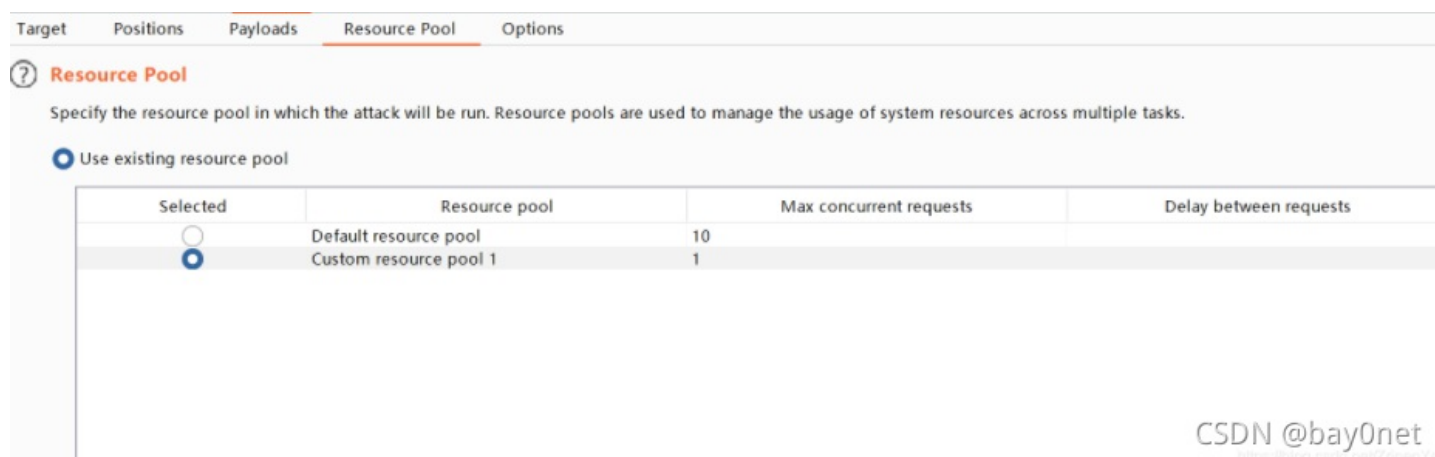 Target Positions Payloads Resource Pool Options
? Resource Pool
Specify the resource pool in which the attack will be run. Resource pools are used to manage the usage of system resources across multiple tasks.
Use existing resource pool
Selected Resource pool Max concurrent requests Delay between requests
Default resource pool 10
Custom resource pool 1 1
CSDN @bay0net